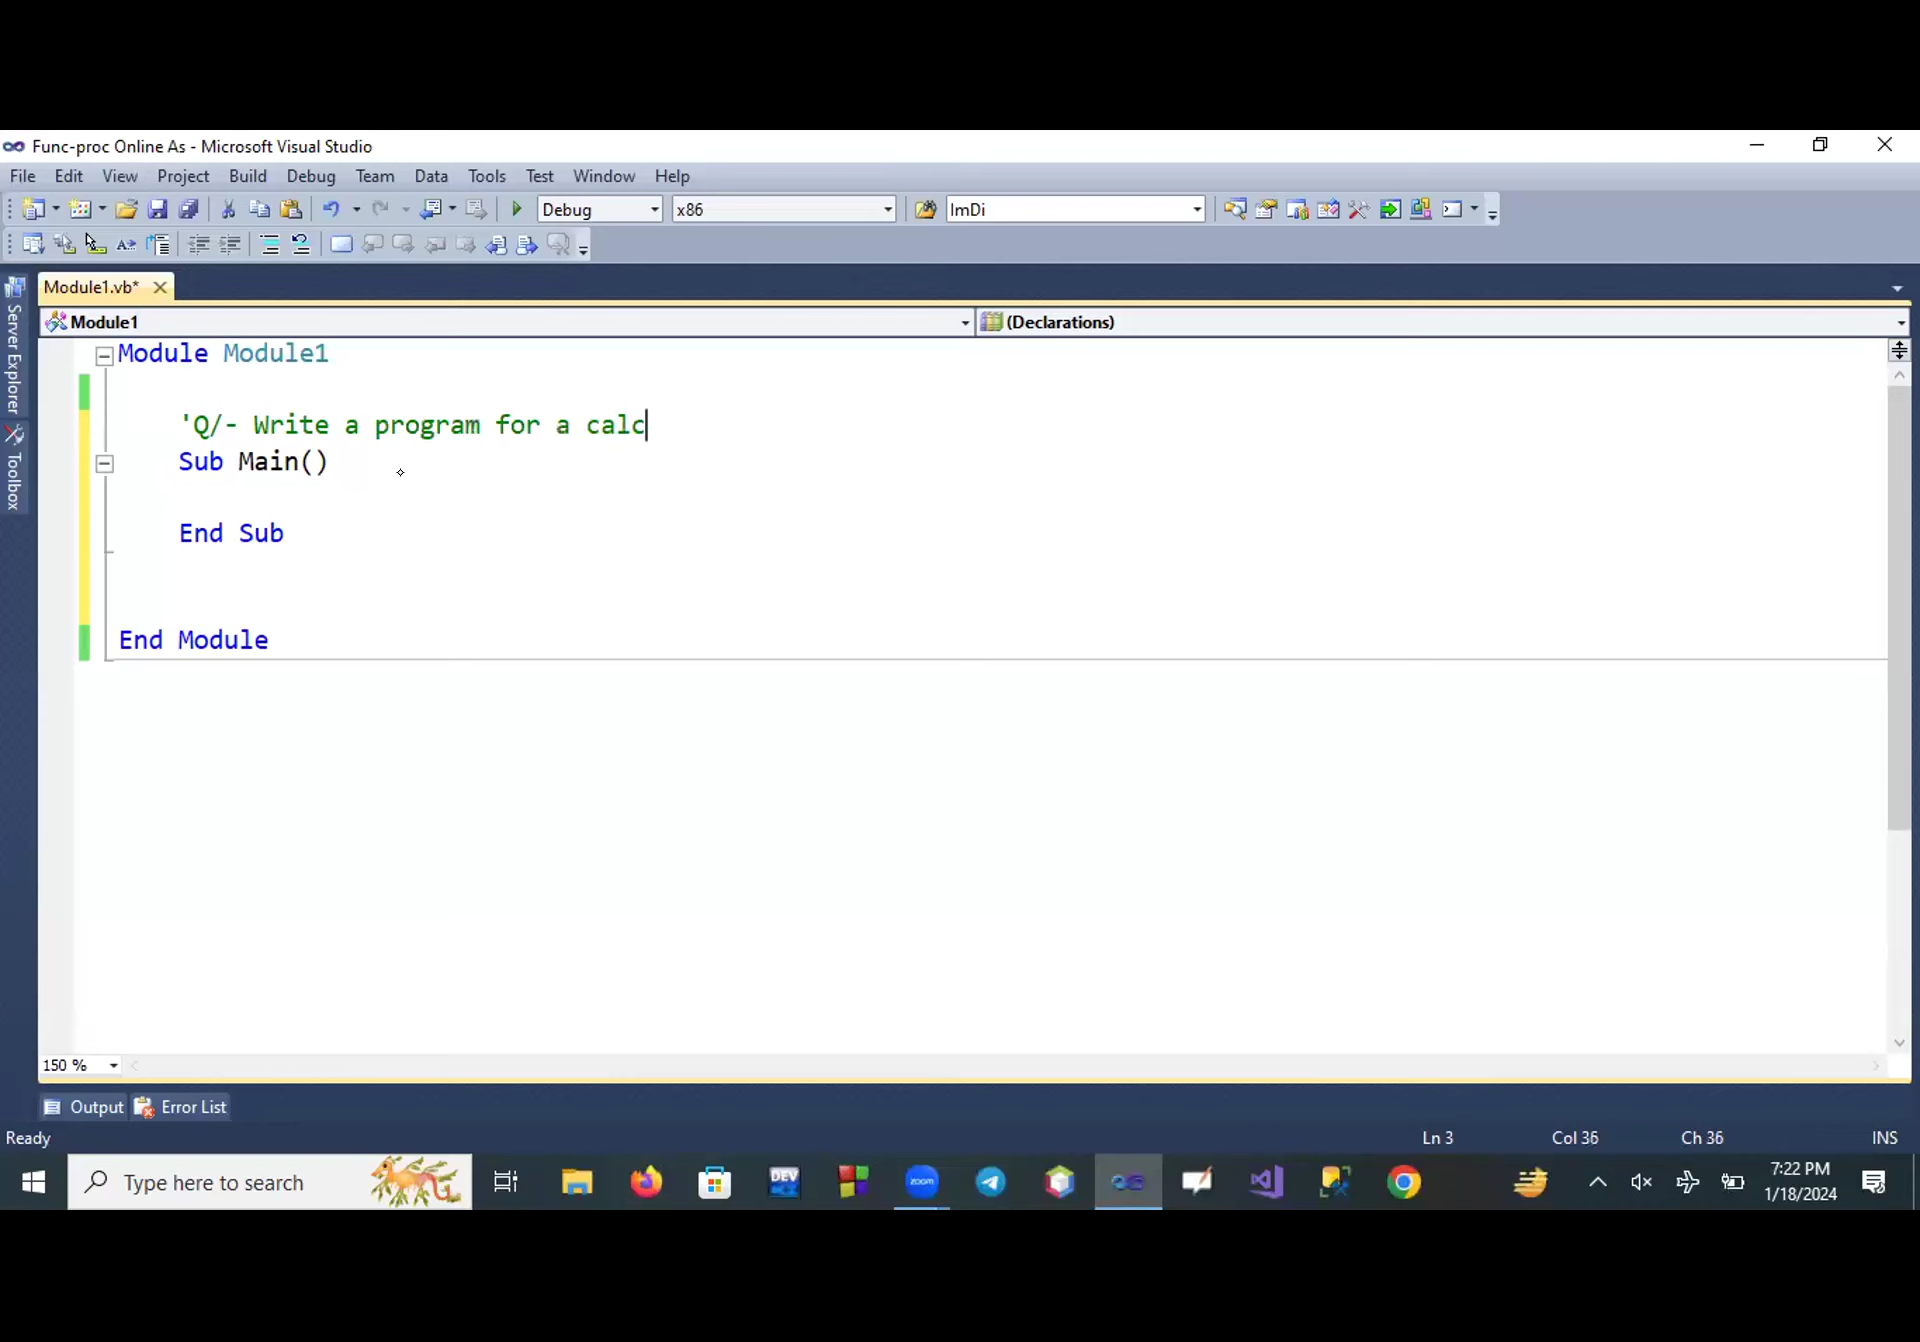 Func-proc Online As - Microsoft Visual Studio
File Edit View Project Build Debug Team Data Tools Test Window Help
Debug x86 ImDi
Module1.vb*
Module1 (Declarations)
Server Explorer
Toolbox
Module Module1
'Q/- Write a program for a calc
Sub Main()
End Sub
End Module
150 %
Output Error List
Ready Ln 3 Col 36 Ch 36 INS
Type here to search DEV zoom 7:22 PM
1/18/2024